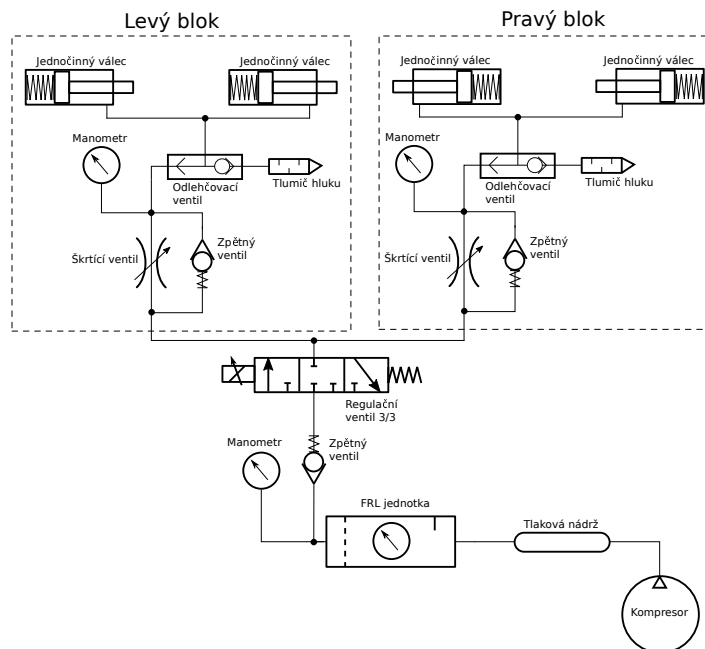 Levý blok
Pravý blok
Jednočinný válec
Jednočinný válec
Jednočinný válec
Jednočinný válec
Manometr
Odlehčovací
ventil
Tlumič hluku
Škrtící ventil
Zpětný
ventil
Manometr
Odlehčovací
ventil
Tlumič hluku
Škrtící ventil
Zpětný
ventil
Regulační
ventil 3/3
Manometr
Zpětný
ventil
FRL jednotka
Tlaková nádrž
Kompresor